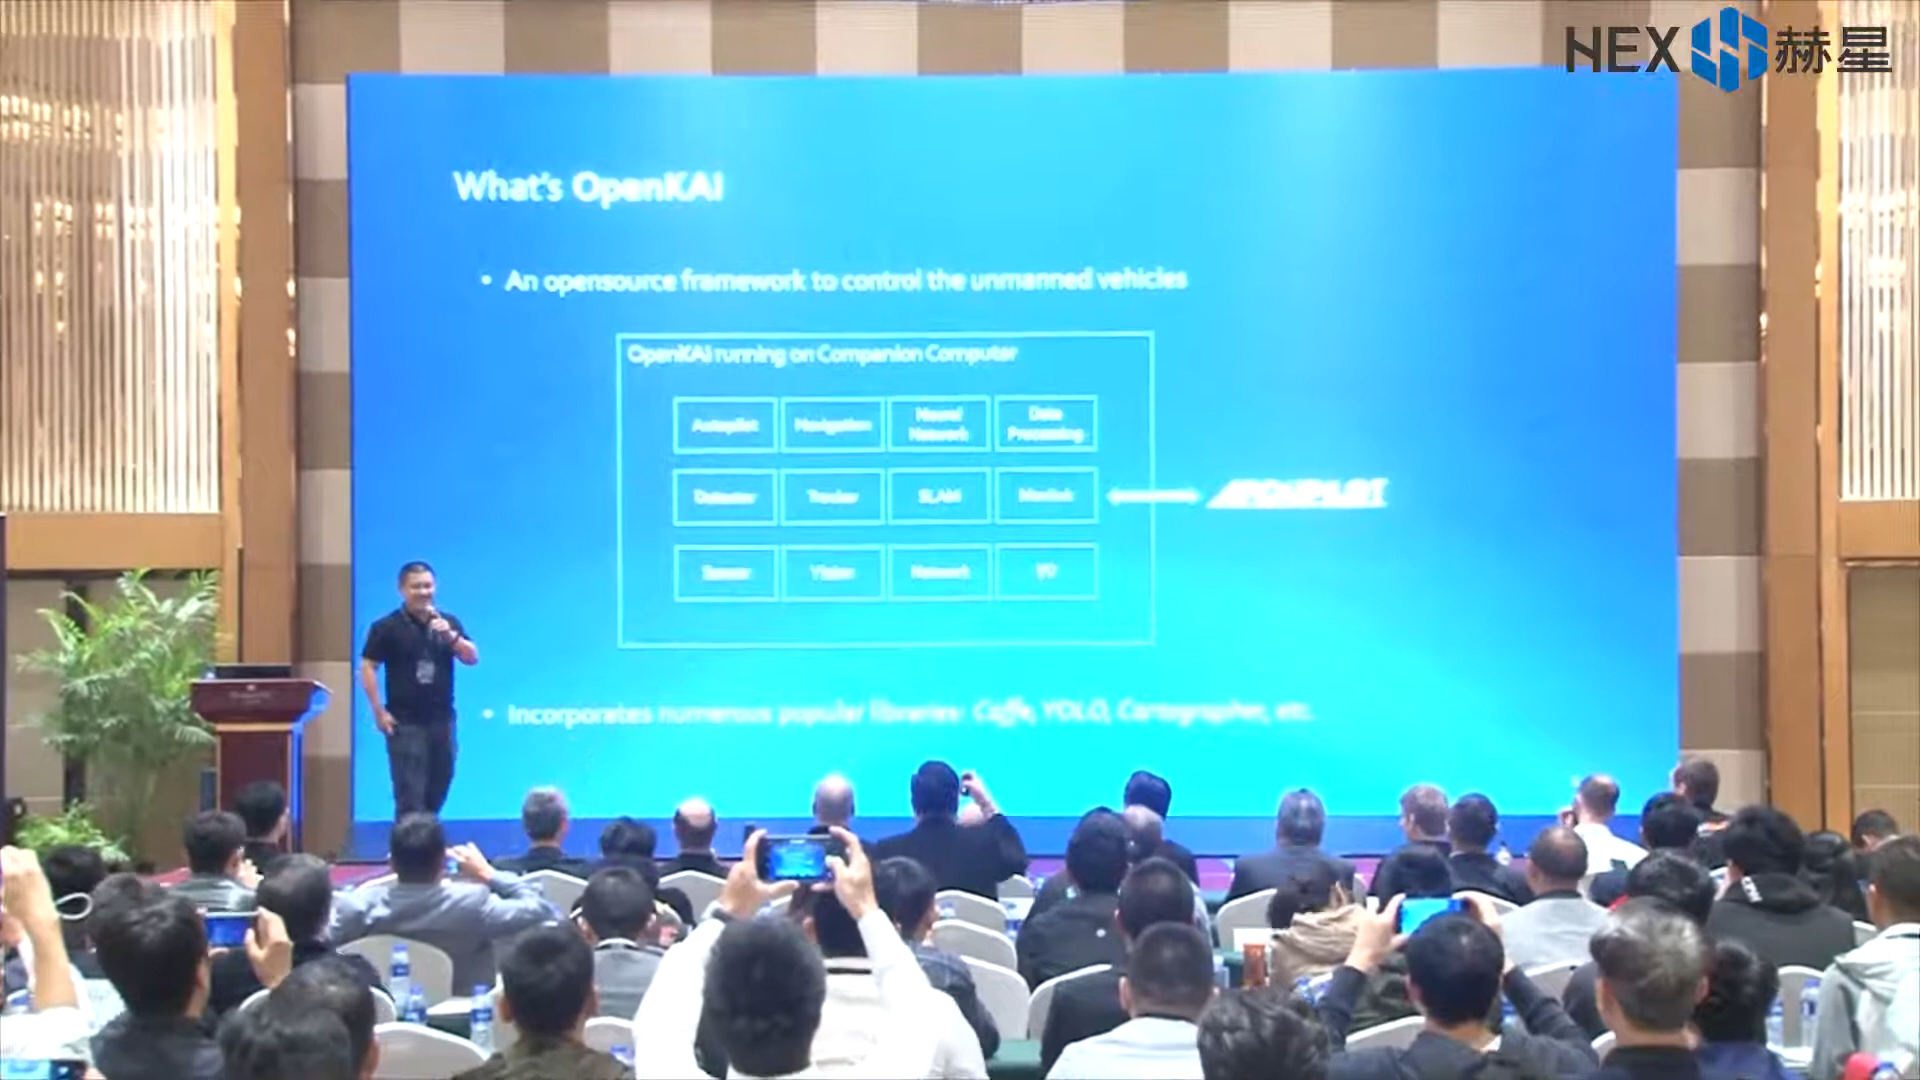 HEX 赫星
What's OpenKAI
• An opensource framework to control the unmanned vehicles
OpenKAI running on Companion Computer
Autopilot Navigation Neural Network Data Processing
Detector Tracker SLAM Mavlink
ARDUPILOT
Sensor Vision Network I/O
• Incorporates numerous popular libraries: Caffe, YOLO, Cartographer, etc.